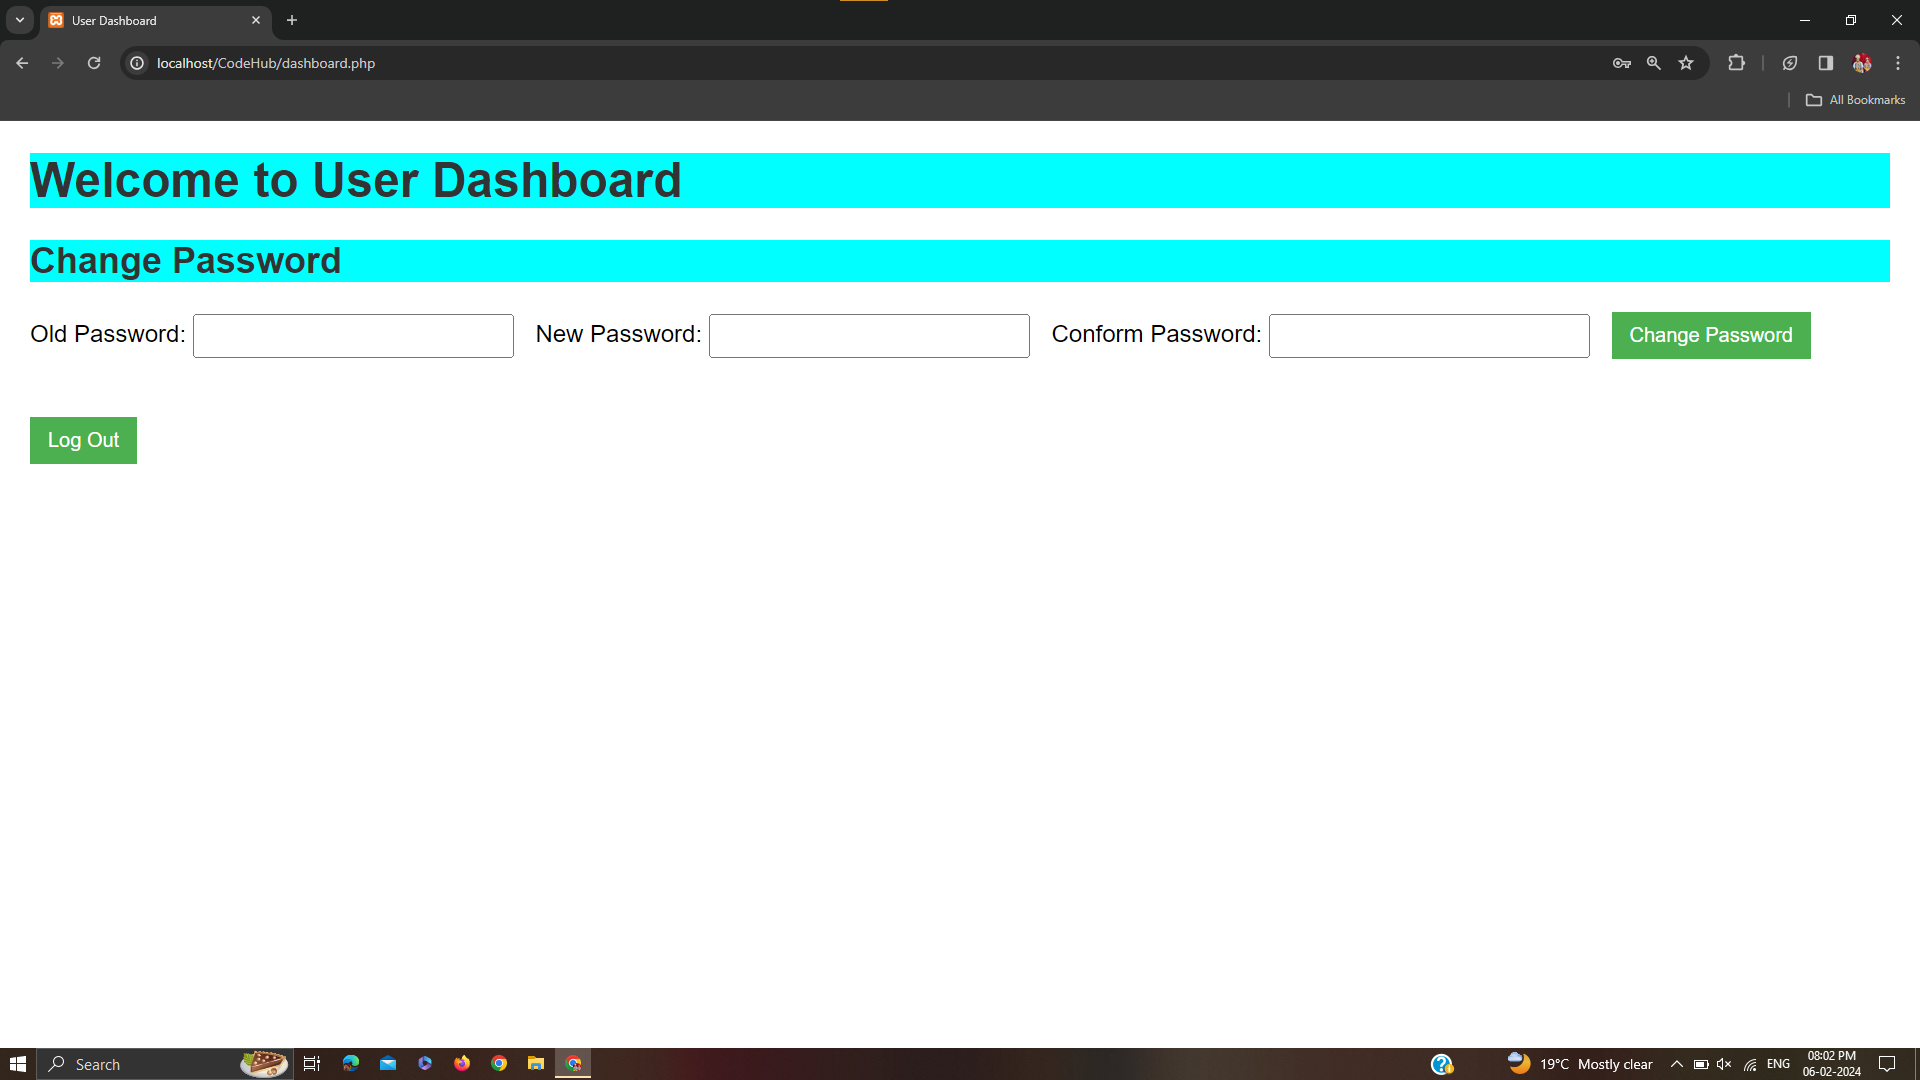 User Dashboard
localhost/CodeHub/dashboard.php
All Bookmarks
Welcome to User Dashboard
Change Password
Old Password: New Password: Conform Password: Change Password
Log Out
Search 19°C Mostly clear ENG 08:02 PM
06-02-2024